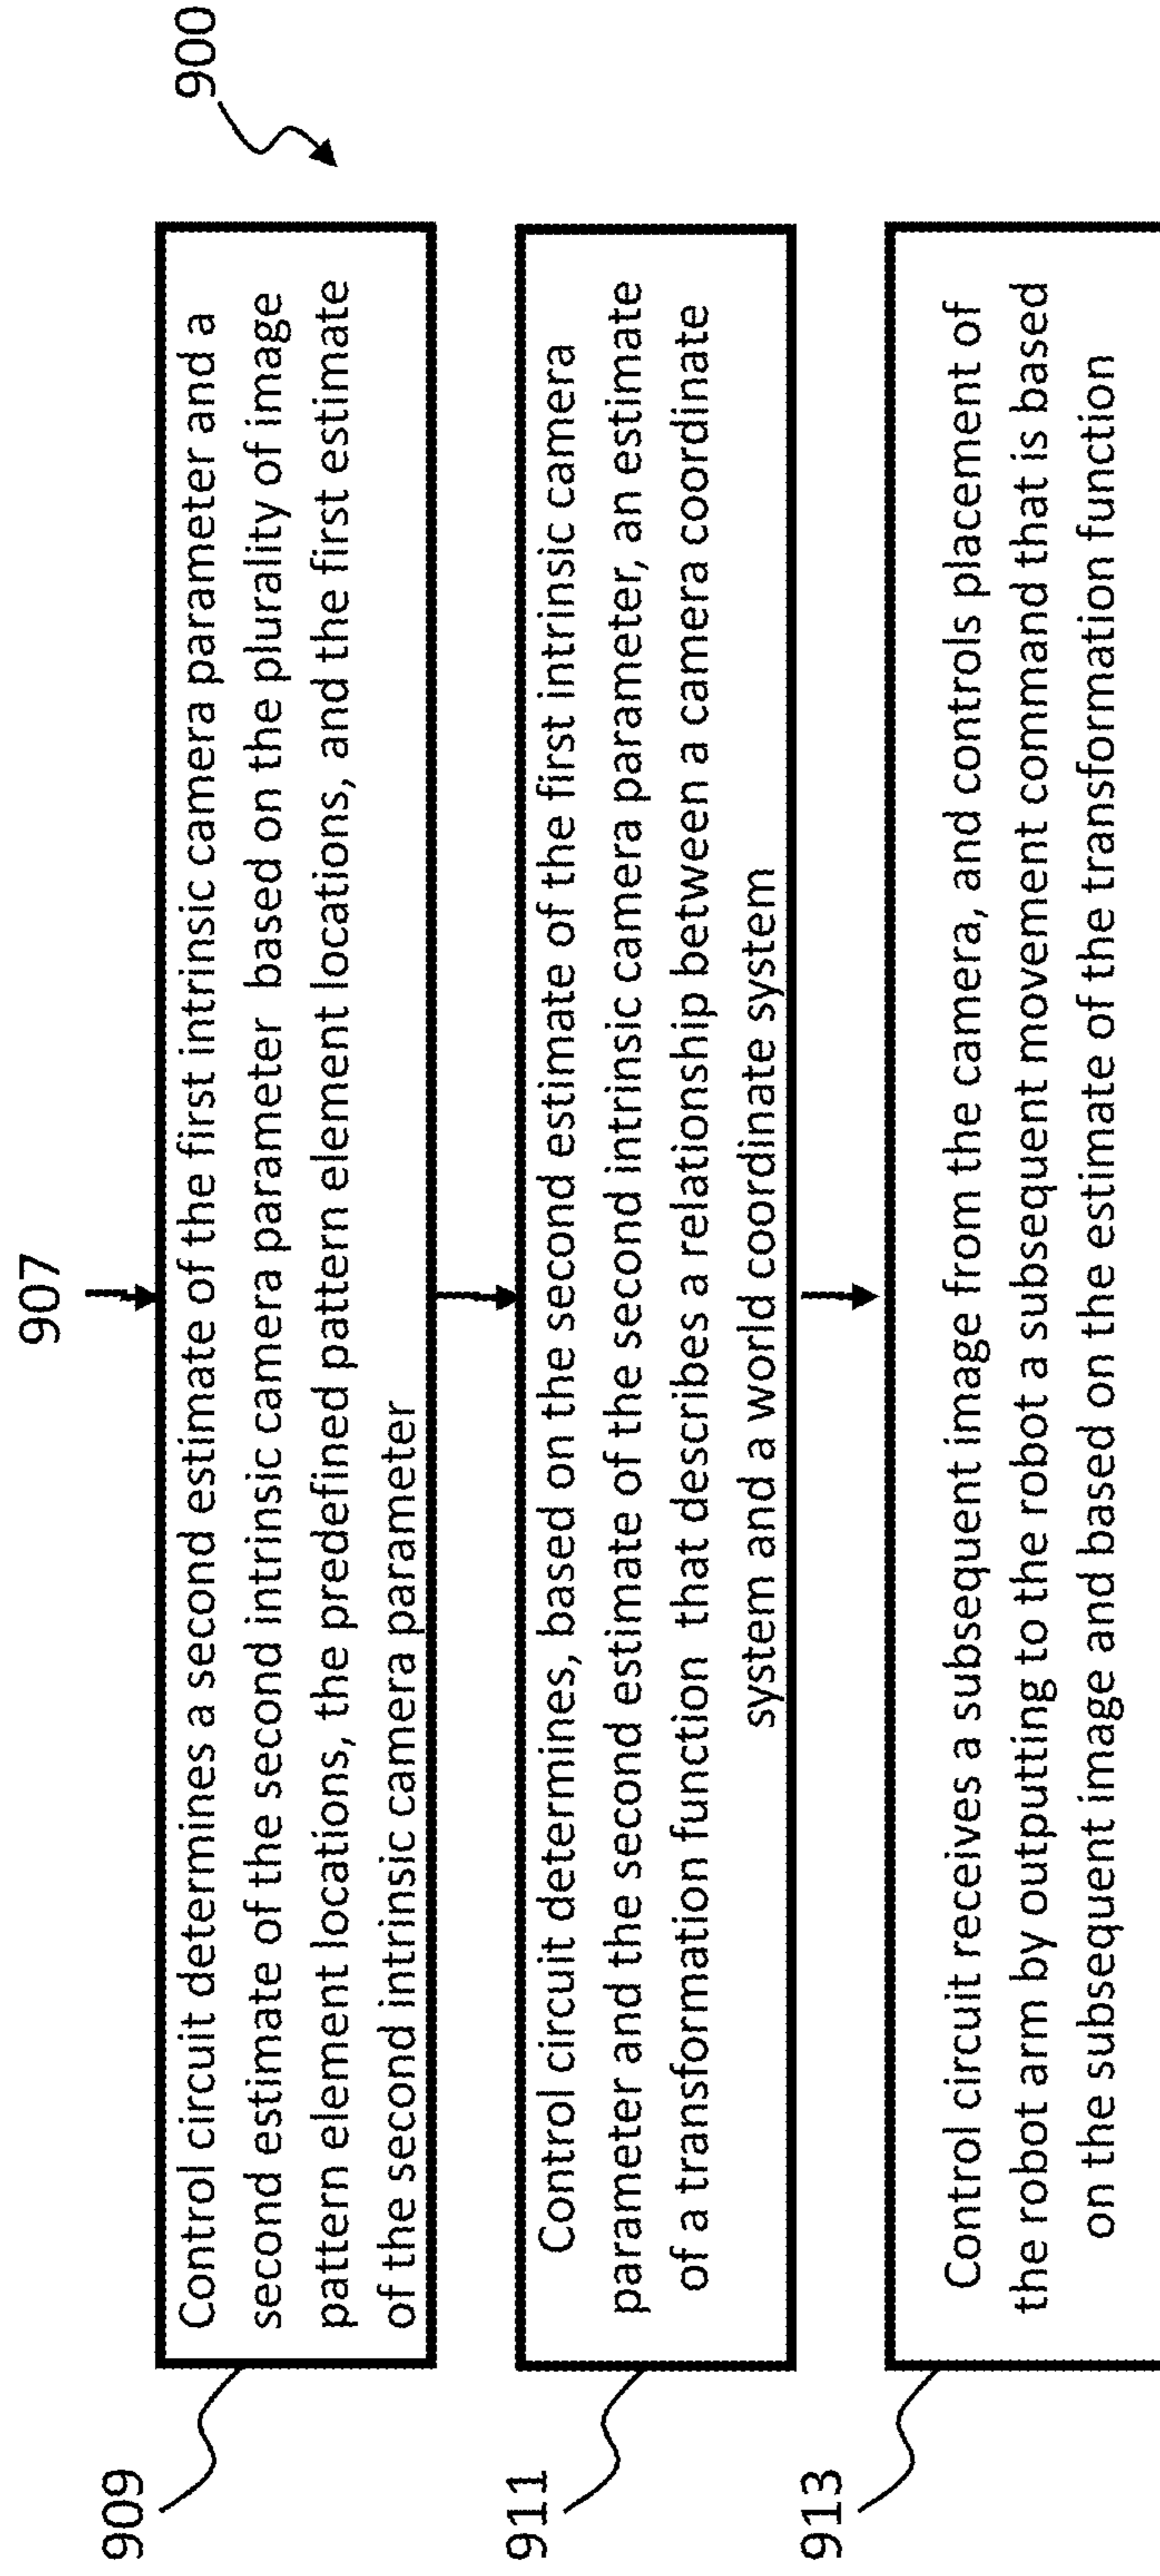 907
900
909
Control circuit determines a second estimate of the first intrinsic camera parameter and a
second estimate of the second intrinsic camera parameter based on the plurality of image
pattern element locations, the predefined pattern element locations, and the first estimate
of the second intrinsic camera parameter
911
Control circuit determines, based on the second estimate of the first intrinsic camera
parameter and the second estimate of the second intrinsic camera parameter, an estimate
of a transformation function that describes a relationship between a camera coordinate
system and a world coordinate system
913
Control circuit receives a subsequent image from the camera, and controls placement of
the robot arm by outputting to the robot a subsequent movement command that is based
on the subsequent image and based on the estimate of the transformation function